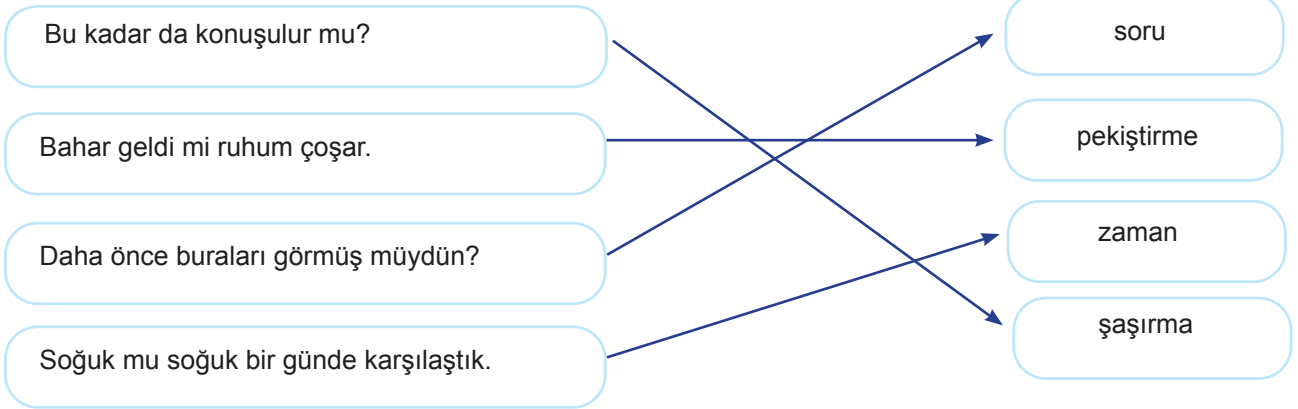 Bu kadar da konuşulur mu?
soru
Bahar geldi mi ruhum çoşar.
pekiştirme
Daha önce buraları görmüş müydün?
zaman
Soğuk mu soğuk bir günde karşılaştık.
şaşırma